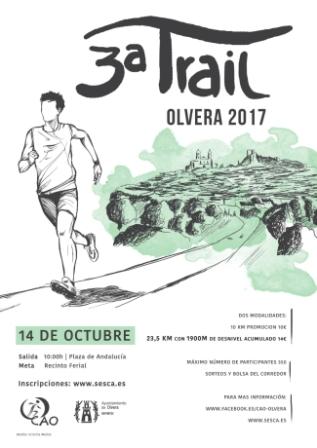 3a Trail
OLVERA 2017
DOS MODALIDADES:
10 KM PROMOCION 10€
23,5 KM CON 1900M DE DESNIVEL ACUMULADO 14€
14 DE OCTUBRE
Salida 10:00h | Plaza de Andalucía
Meta Recinto Ferial
MÁXIMO NÚMERO DE PARTICIPANTES 350
SORTEOS Y BOLSA DEL CORREDOR
Inscripciones: www.sesca.es
PARA MAS INFORMACIÓN:
WWW.FACEBOOK.ES/CAO-OLVERA
WWW.SESCA.ES
CAO
Ayuntamiento
de Olvera